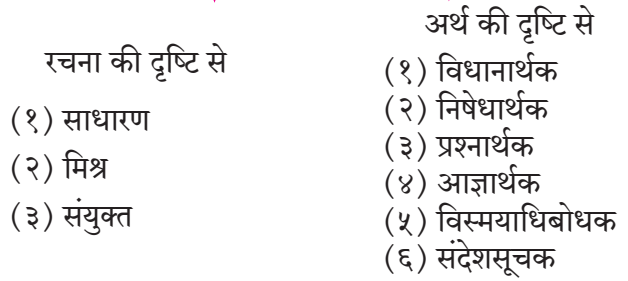 रचना की दृष्टि से
(१) साधारण
(२) मिश्र
(३) संयुक्त
अर्थ की दृष्टि से
(१) विधानार्थक
(२) निषेधार्थक
(३) प्रश्नार्थक
(४) आज्ञार्थक
(५) विस्मयाधिबोधक
(६) संदेशसूचक